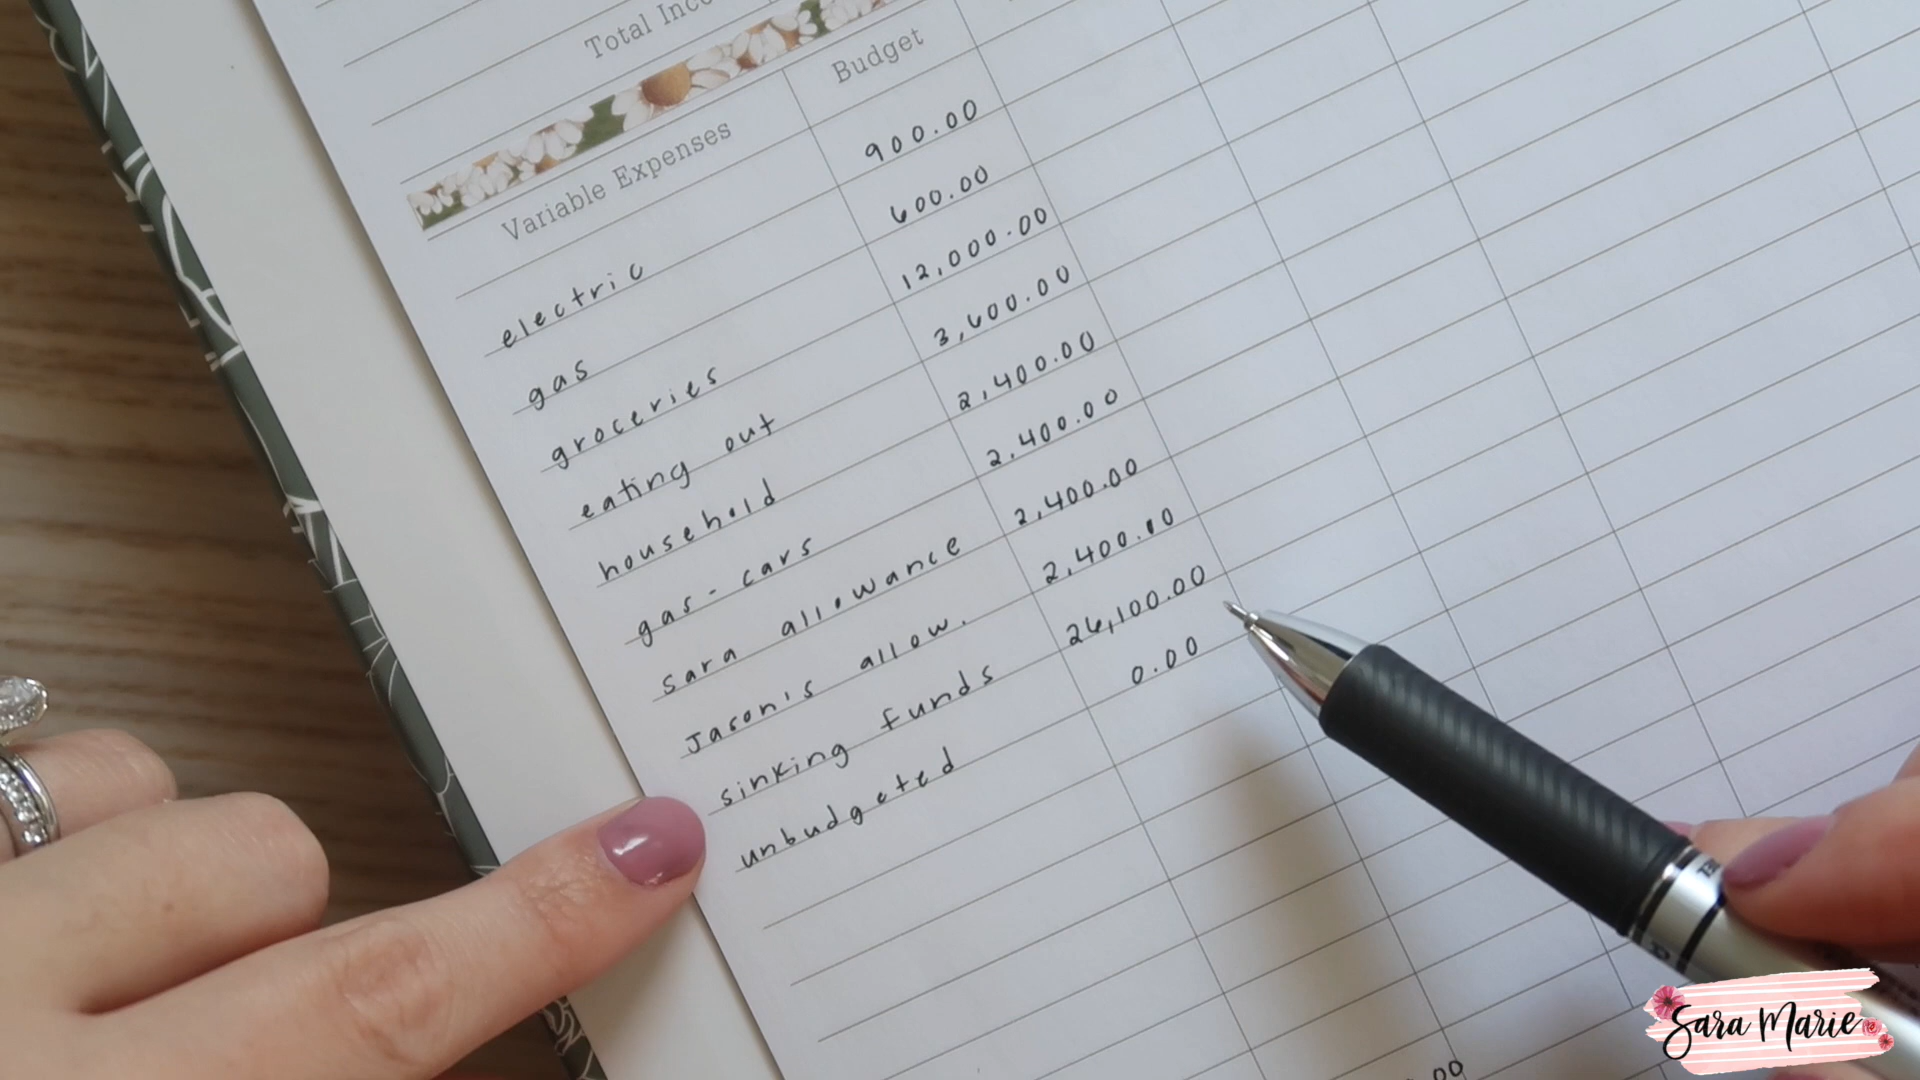 Total Inc
Variable Expenses Budget
electric 900.00
gas 600.00
groceries 12,000.00
eating out 3,600.00
household 2,400.00
gas - cars 2,400.00
sara allowance 2,400.00
Jason's allow. 2,400.00
sinking funds 26,100.00
unbudgeted 0.00
.00
Sara Marie